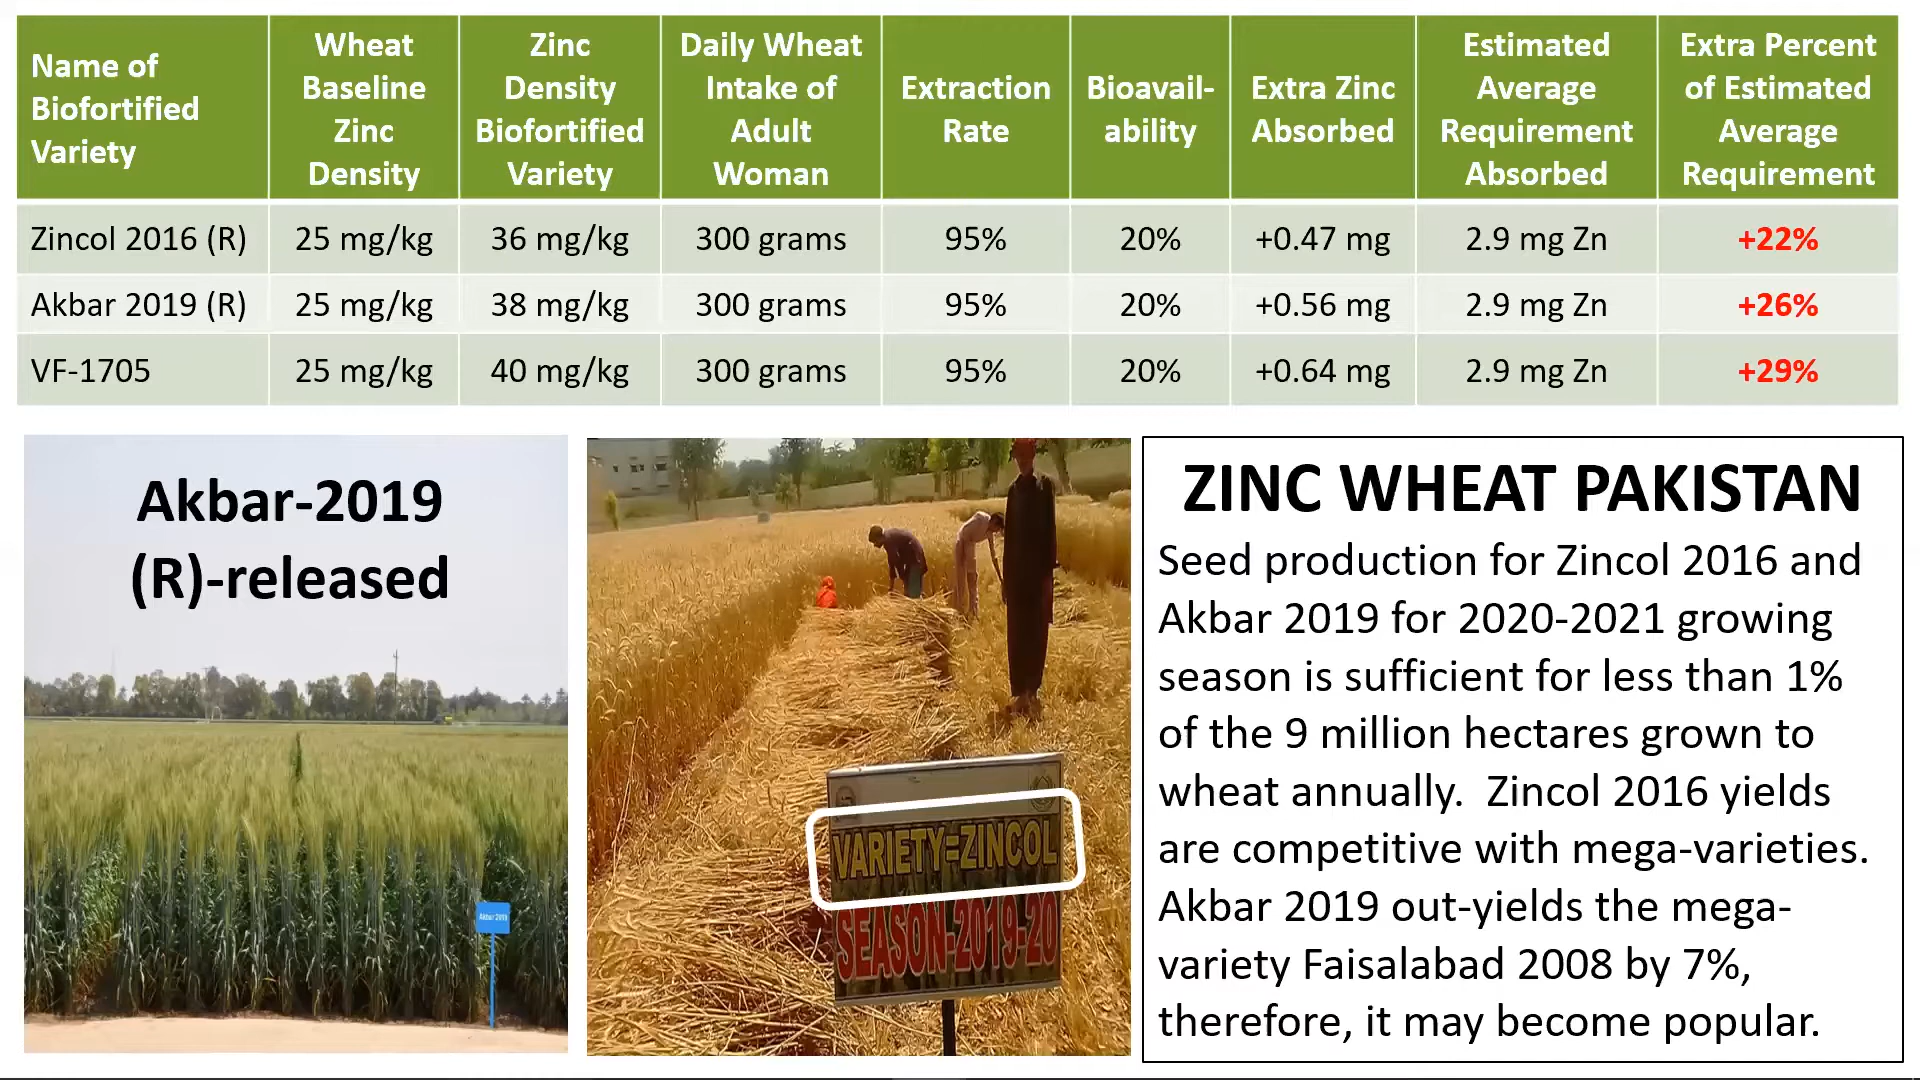 Name of
Biofortified
Variety
Wheat
Baseline
Zinc
Density
Zinc
Density
Biofortified
Variety
Daily Wheat
Intake of
Adult
Woman
Extraction
Rate
Bioavail-
ability
Extra Zinc
Absorbed
Estimated
Average
Requirement
Absorbed
Extra Percent
of Estimated
Average
Requirement
Zincol 2016 (R) 25 mg/kg 36 mg/kg 300 grams 95% 20% +0.47 mg 2.9 mg Zn +22%
Akbar 2019 (R) 25 mg/kg 38 mg/kg 300 grams 95% 20% +0.56 mg 2.9 mg Zn +26%
VF-1705 25 mg/kg 40 mg/kg 300 grams 95% 20% +0.64 mg 2.9 mg Zn +29%
Akbar-2019
(R)-released
Akbar 2019
VARIETY=ZINCOL
SEASON-2019-20
ZINC WHEAT PAKISTAN
Seed production for Zincol 2016 and
Akbar 2019 for 2020-2021 growing
season is sufficient for less than 1%
of the 9 million hectares grown to
wheat annually.  Zincol 2016 yields
are competitive with mega-varieties.
Akbar 2019 out-yields the mega-
variety Faisalabad 2008 by 7%,
therefore, it may become popular.